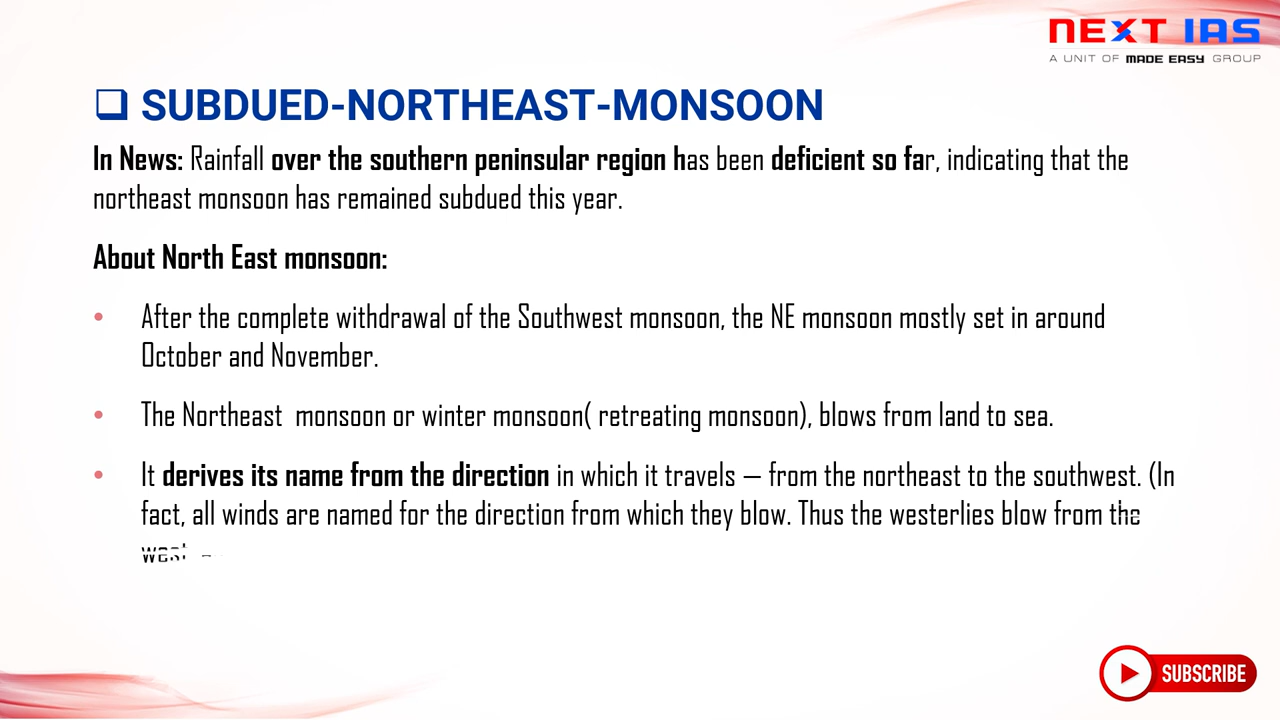 NEXT IAS
A UNIT OF MADE EASY GROUP
SUBDUED-NORTHEAST-MONSOON
In News: Rainfall over the southern peninsular region has been deficient so far, indicating that the
northeast monsoon has remained subdued this year.
About North East monsoon:
• After the complete withdrawal of the Southwest monsoon, the NE monsoon mostly set in around
October and November.
• The Northeast  monsoon or winter monsoon( retreating monsoon), blows from land to sea.
• It derives its name from the direction in which it travels – from the northeast to the southwest. (In
fact, all winds are named for the direction from which they blow. Thus the westerlies blow from the
west
SUBSCRIBE